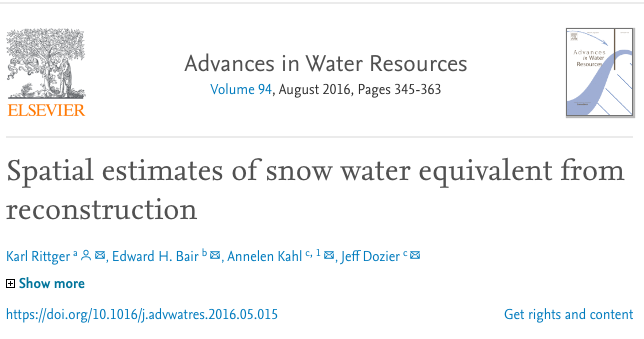 ELSEVIER
Advances in Water Resources
Volume 94, August 2016, Pages 345-363
Advances
in Water
Resources
Spatial estimates of snow water equivalent from
reconstruction
Karl Rittger a, Edward H. Bair b, Annelen Kahl c, 1, Jeff Dozier c
Show more
https://doi.org/10.1016/j.advwatres.2016.05.015
Get rights and content